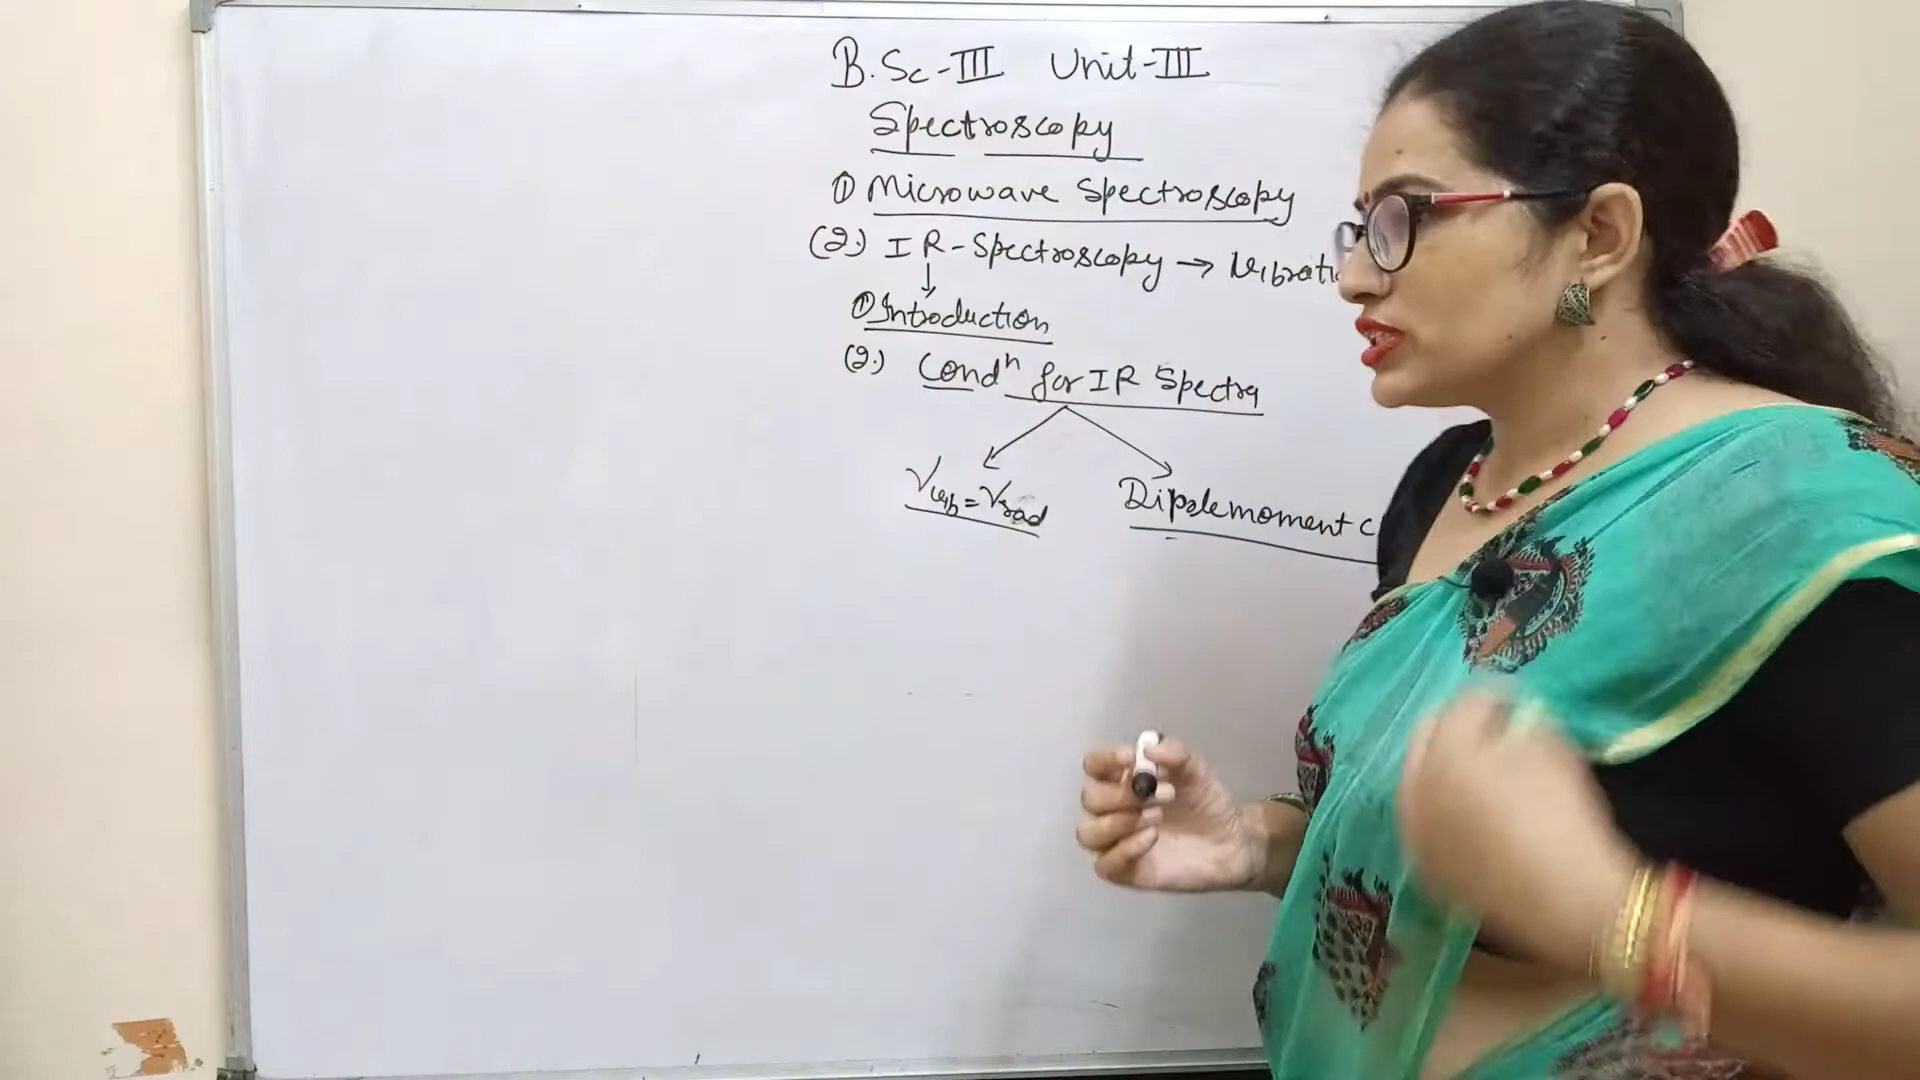 B.Sc-III Unit-III
Spectroscopy
① Microwave Spectroscopy
(2.) IR-Spectroscopy → Vibrati
↓
① Introduction
(2.) Condⁿ for IR Spectra
νvib = νrad Dipolemoment c